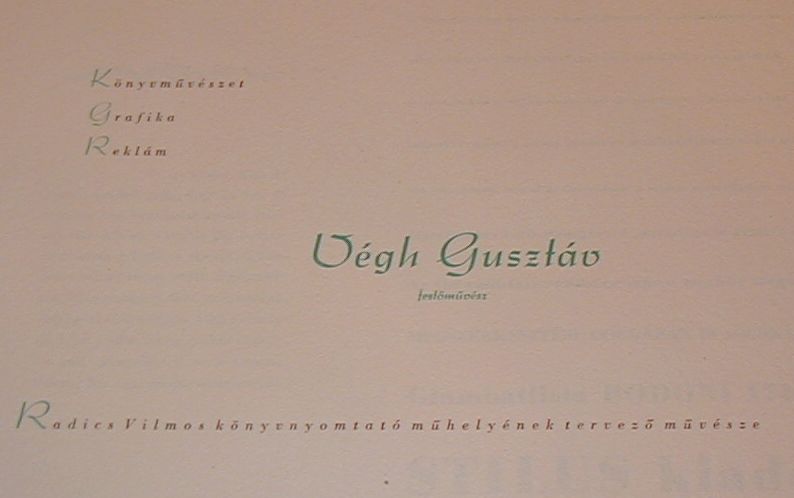 Könyvművészet
Grafika
Reklám
Végh Gusztáv
festőművész
Radics Vilmos könyvnyomtató műhelyének tervező művésze